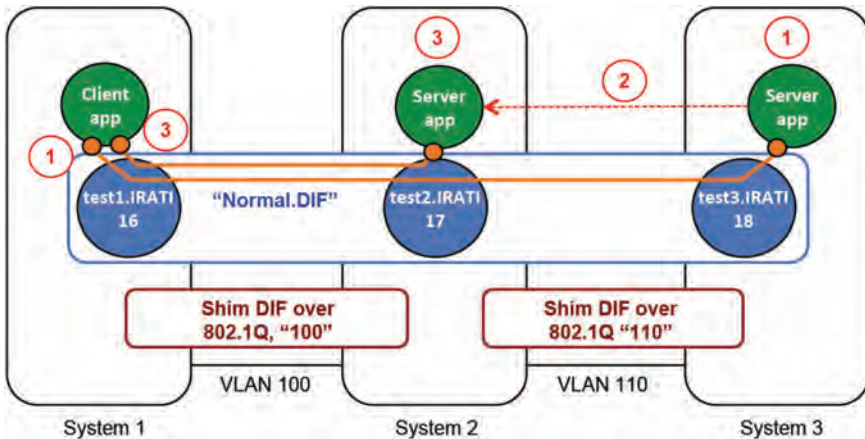 3
1
2
Client
app
Server
app
Server
app
1
3
test1.IRATI
16
"Normal.DIF"
test2.IRATI
17
test3.IRATI
18
Shim DIF over
802.1Q, "100"
Shim DIF over
802.1Q "110"
VLAN 100
VLAN 110
System 1
System 2
System 3